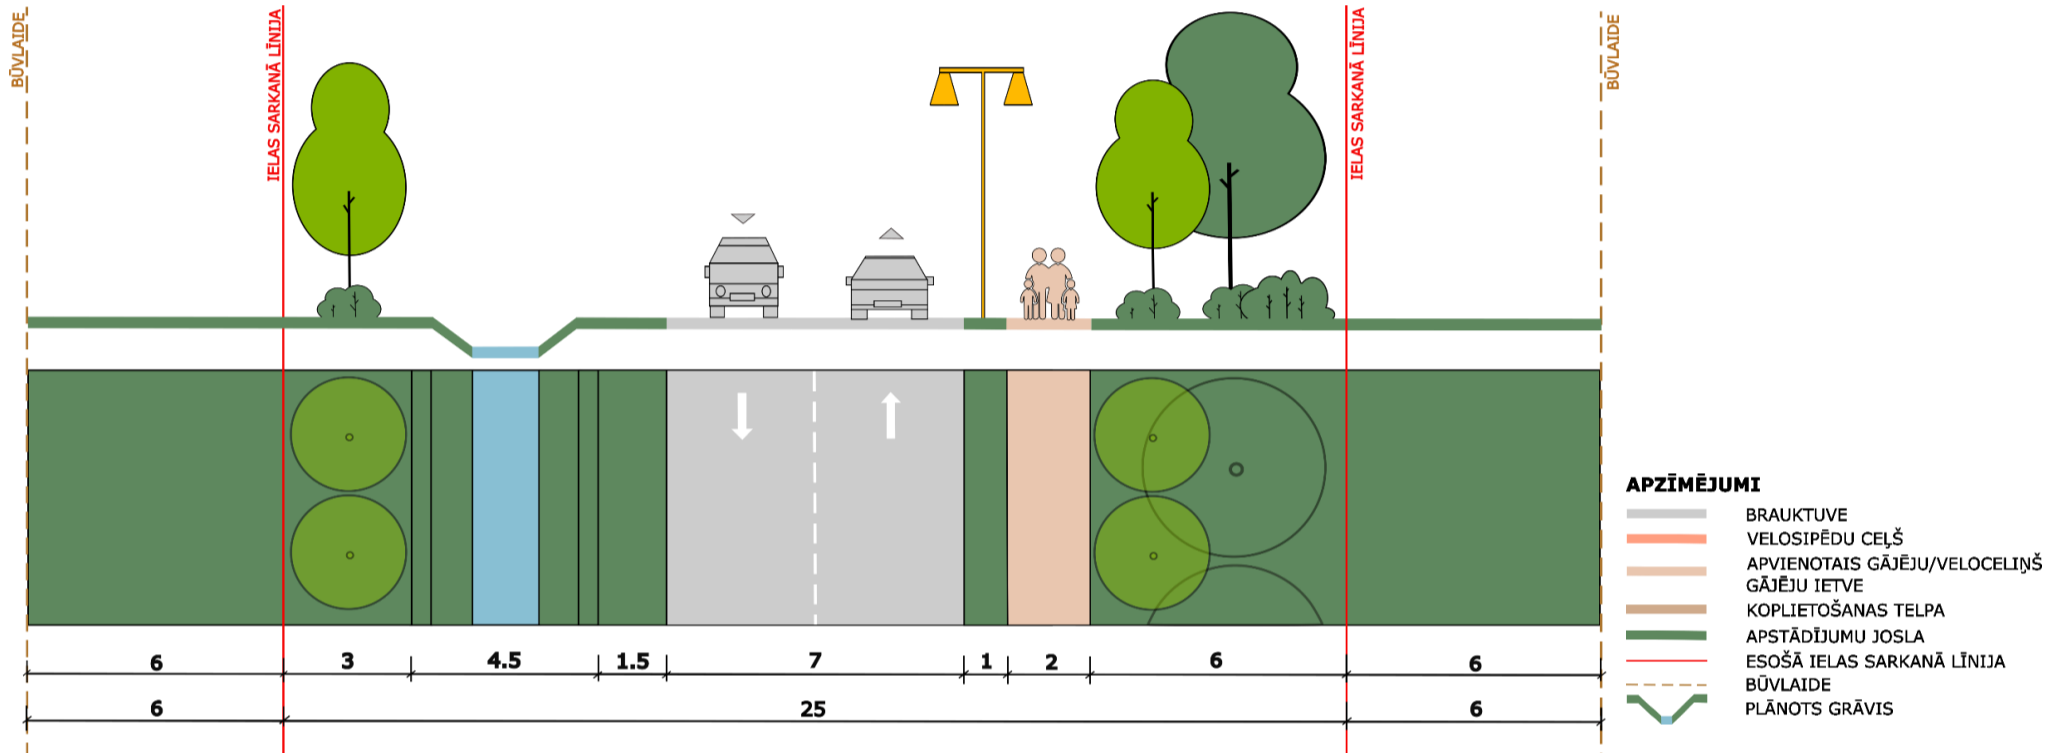 BŪVLAIDE
IELAS SARKANĀ LĪNIJA
IELAS SARKANĀ LĪNIJA
BŪVLAIDE
APZĪMĒJUMI
BRAUKTUVE
VELOSIPĒDU CEĻŠ
APVIENOTAIS GĀJĒJU/VELOCELIŅŠ
GĀJĒJU IETVE
KOPLIETOŠANAS TELPA
APSTĀDĪJUMU JOSLA
ESOŠĀ IELAS SARKANĀ LĪNIJA
BŪVLAIDE
PLĀNOTS GRĀVIS
6 3 4.5 1.5 7 1 2 6 6
6 25 6